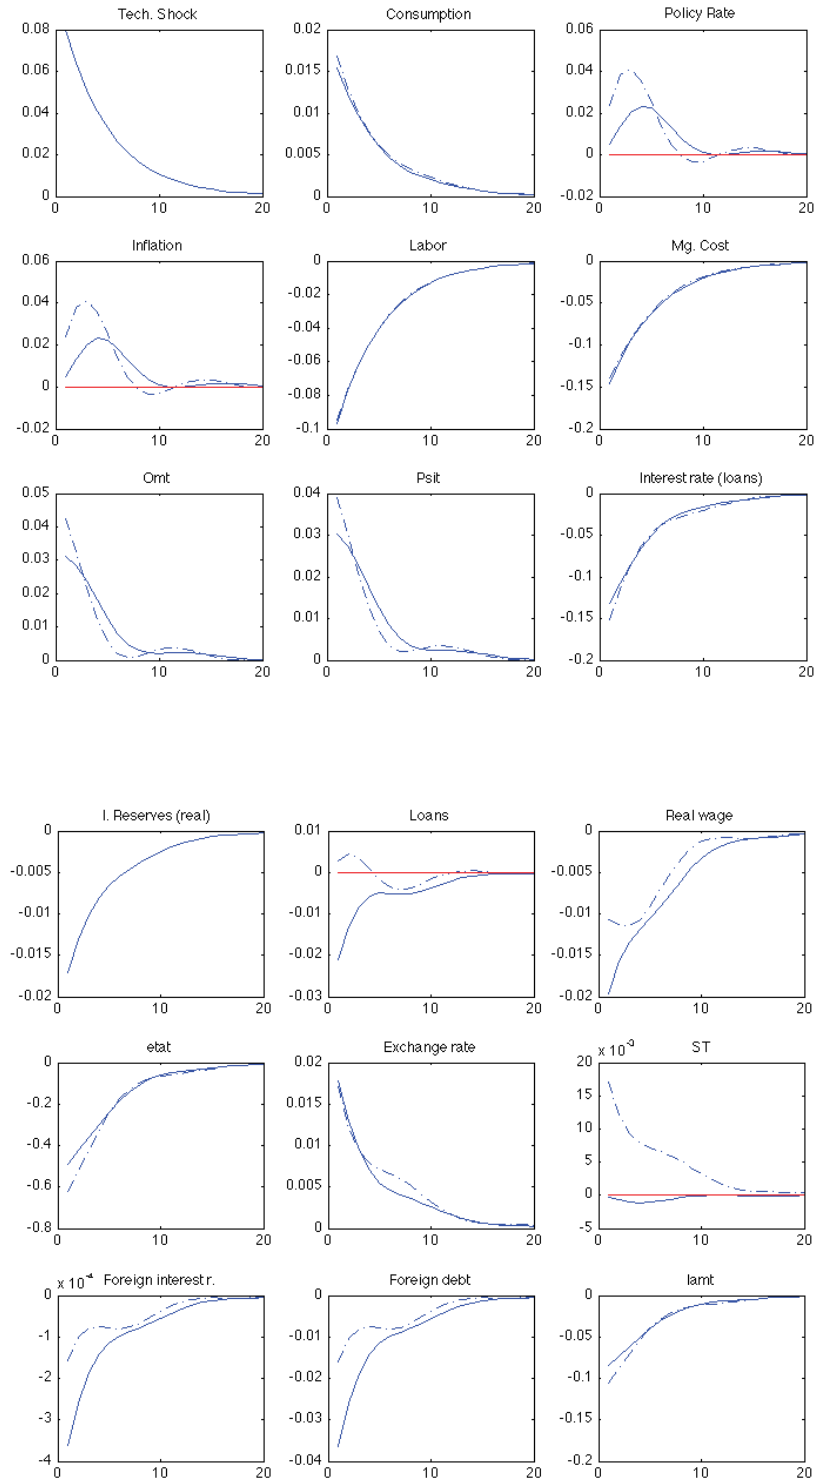 Tech. Shock Consumption Policy Rate
0.08 0.02 0.06
0.06 0.015 0.04
0.04 0.01 0.02
0.02 0.005 0
0 0 -0.02
0 10 20 0 10 20 0 10 20
Inflation Labor Mg. Cost
0.06 0 0
0.04 -0.02 -0.05
0.02 -0.04 -0.1
0 -0.06 -0.15
-0.02 -0.08 -0.2
-0.1
0 10 20 0 10 20 0 10 20
Omt Psit Interest rate (loans)
0.05 0.04 0
0.04 0.03 -0.05
0.03 0.02 -0.1
0.02 0.01 -0.15
0.01 0 -0.2
0
0 10 20 0 10 20 0 10 20
I. Reserves (real) Loans Real wage
0 0.01 0
-0.005 0 -0.005
-0.01 -0.01 -0.01
-0.015 -0.02 -0.015
-0.02 -0.03 -0.02
0 10 20 0 10 20 0 10 20
etat Exchange rate x 10⁻³ ST
0 0.02 20
-0.2 0.015 15
-0.4 0.01 10
-0.6 0.005 5
-0.8 0 0
-5
0 10 20 0 10 20 0 10 20
x 10⁻⁴ Foreign interest r. Foreign debt lamt
0 0 0
-1 -0.01 -0.05
-2 -0.02 -0.1
-3 -0.03 -0.15
-4 -0.04 -0.2
0 10 20 0 10 20 0 10 20